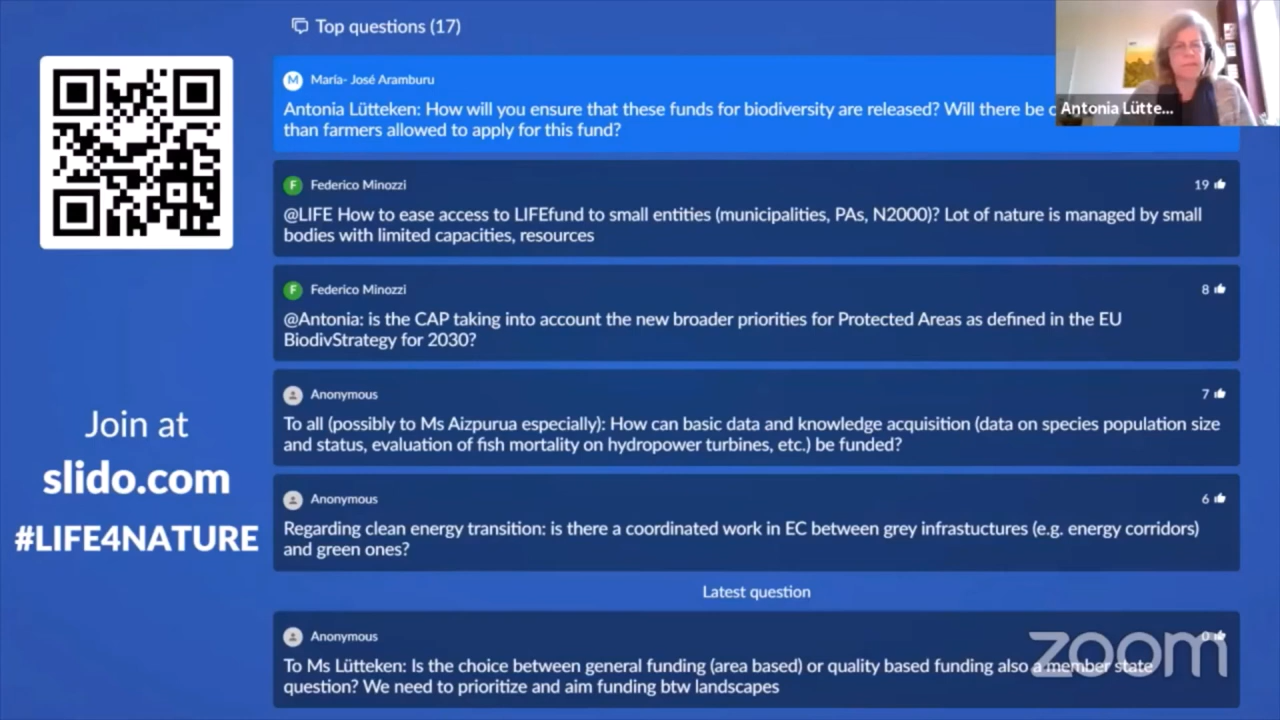 Top questions (17)
M María- José Aramburu
Antonia Lütteken: How will you ensure that these funds for biodiversity are released? Will there be
than farmers allowed to apply for this fund?
Antonia Lütte...
F Federico Minozzi 19
@LIFE How to ease access to LIFEfund to small entities (municipalities, PAs, N2000)? Lot of nature is managed by small
bodies with limited capacities, resources
F Federico Minozzi 8
@Antonia: is the CAP taking into account the new broader priorities for Protected Areas as defined in the EU
BiodivStrategy for 2030?
Anonymous 7
To all (possibly to Ms Aizpurua especially): How can basic data and knowledge acquisition (data on species population size
and status, evaluation of fish mortality on hydropower turbines, etc.) be funded?
Anonymous 6
Regarding clean energy transition: is there a coordinated work in EC between grey infrastuctures (e.g. energy corridors)
and green ones?
Latest question
Anonymous 0
To Ms Lütteken: Is the choice between general funding (area based) or quality based funding also a member state
question? We need to prioritize and aim funding btw landscapes
Join at
slido.com
#LIFE4NATURE
zoom